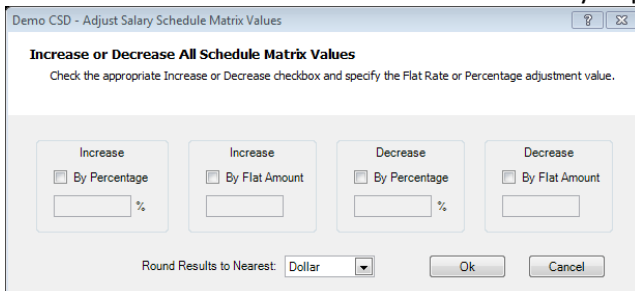 Demo CSD - Adjust Salary Schedule Matrix Values
Increase or Decrease All Schedule Matrix Values
Check the appropriate Increase or Decrease checkbox and specify the Flat Rate or Percentage adjustment value.
Increase Increase Decrease Decrease
By Percentage By Flat Amount By Percentage By Flat Amount
% %
Round Results to Nearest: Dollar Ok Cancel